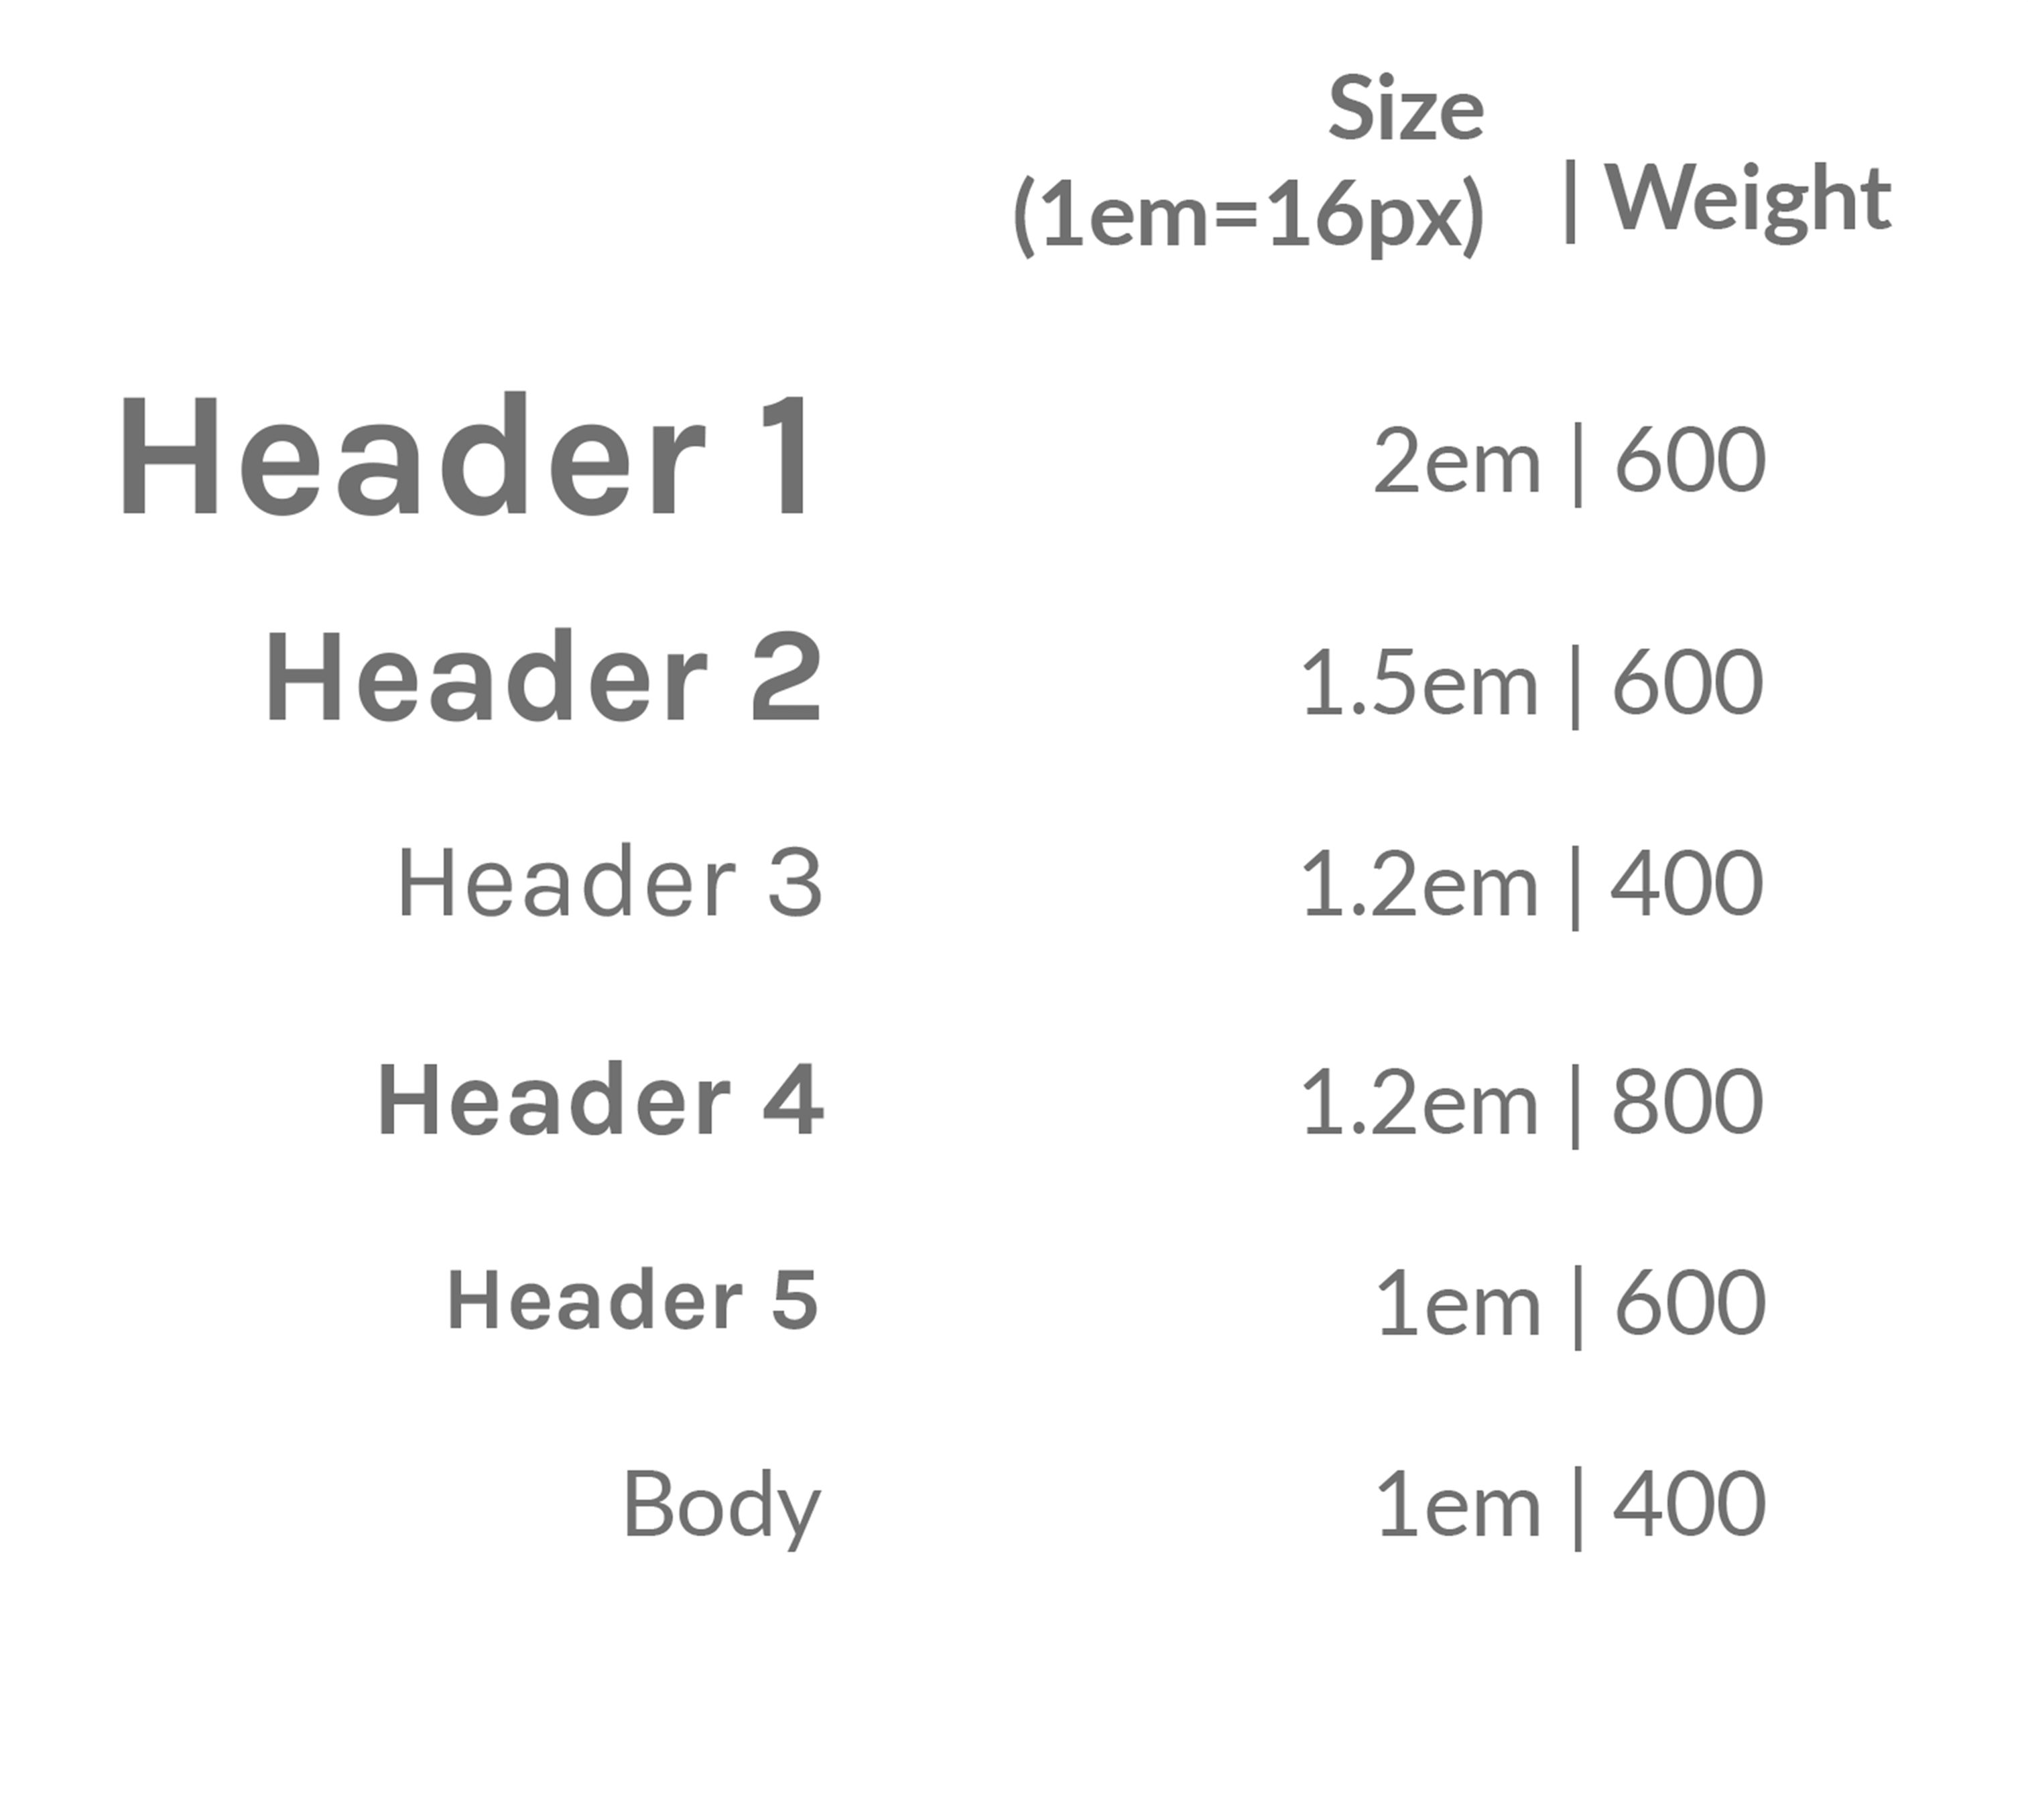 Size
(1em=16px) | Weight
Header 1 2em | 600
Header 2 1.5em | 600
Header 3 1.2em | 400
Header 4 1.2em | 800
Header 5 1em | 600
Body 1em | 400